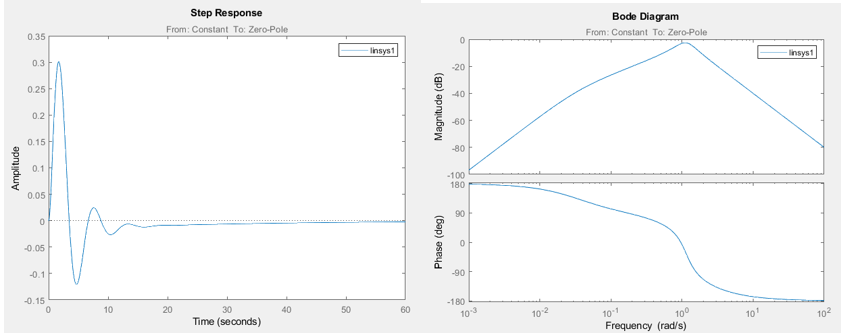 Step Response
From: Constant To: Zero-Pole
linsys1
0.35
0.3
0.25
0.2
0.15
0.1
0.05
0
-0.05
-0.1
-0.15
Amplitude
0 10 20 30 40 50 60
Time (seconds)
Bode Diagram
From: Constant To: Zero-Pole
linsys1
0
-20
-40
-60
-80
-100
Magnitude (dB)
180
90
0
-90
-180
Phase (deg)
10⁻³ 10⁻² 10⁻¹ 10⁰ 10¹ 10²
Frequency (rad/s)